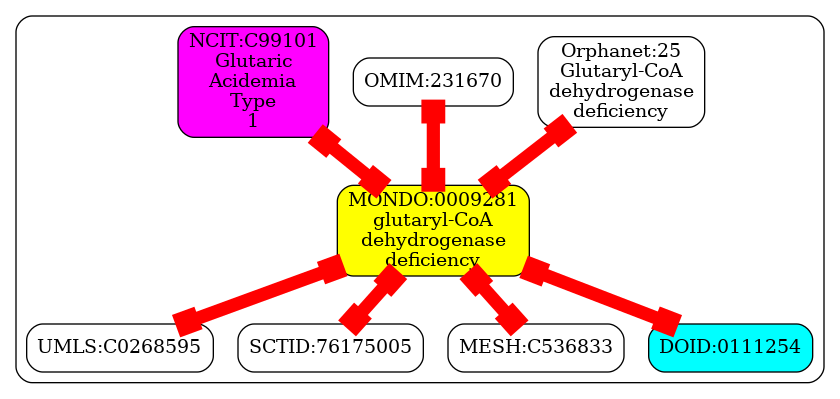 NCIT:C99101
Glutaric
Acidemia
Type
1
OMIM:231670
Orphanet:25
Glutaryl-CoA
dehydrogenase
deficiency
MONDO:0009281
glutaryl-CoA
dehydrogenase
deficiency
UMLS:C0268595
SCTID:76175005
MESH:C536833
DOID:0111254